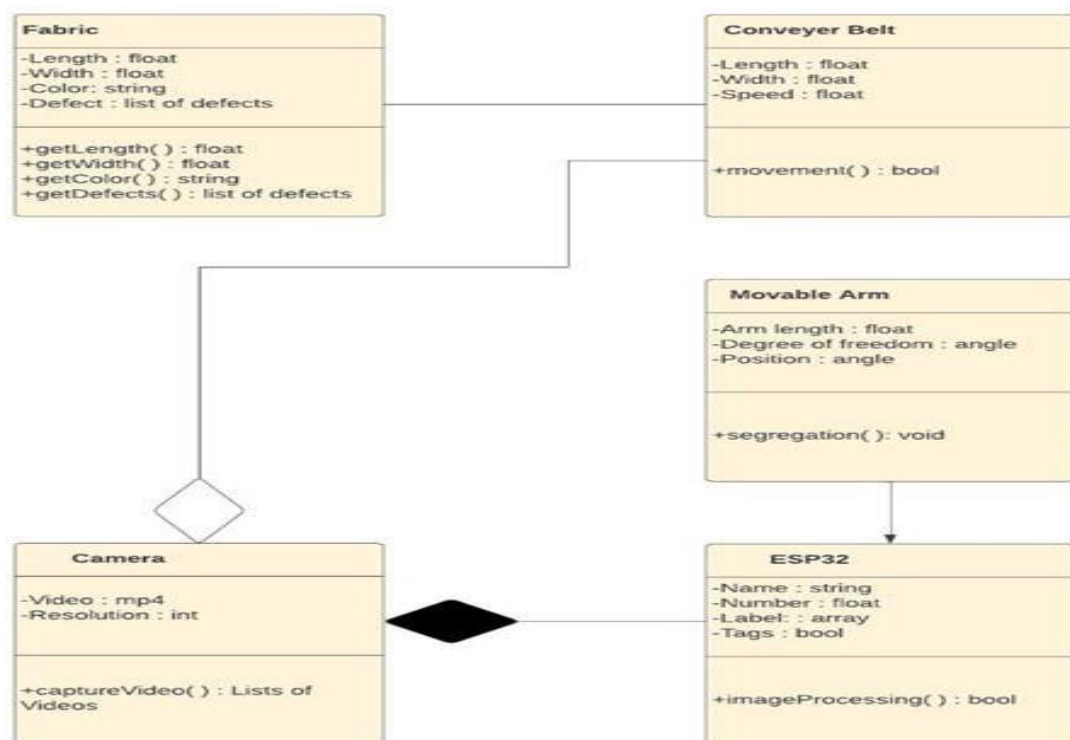 Fabric
-Length : float
-Width : float
-Color: string
-Defect : list of defects
+getLength( ) : float
+getWidth( ) : float
+getColor( ) : string
+getDefects( ) : list of defects
Conveyer Belt
-Length : float
-Width : float
-Speed : float
+movement( ) : bool
Movable Arm
-Arm length : float
-Degree of freedom : angle
-Position : angle
+segregation( ): void
Camera
-Video : mp4
-Resolution : int
+captureVideo( ) : Lists of
Videos
ESP32
-Name : string
-Number : float
-Label: : array
-Tags : bool
+imageProcessing( ) : bool